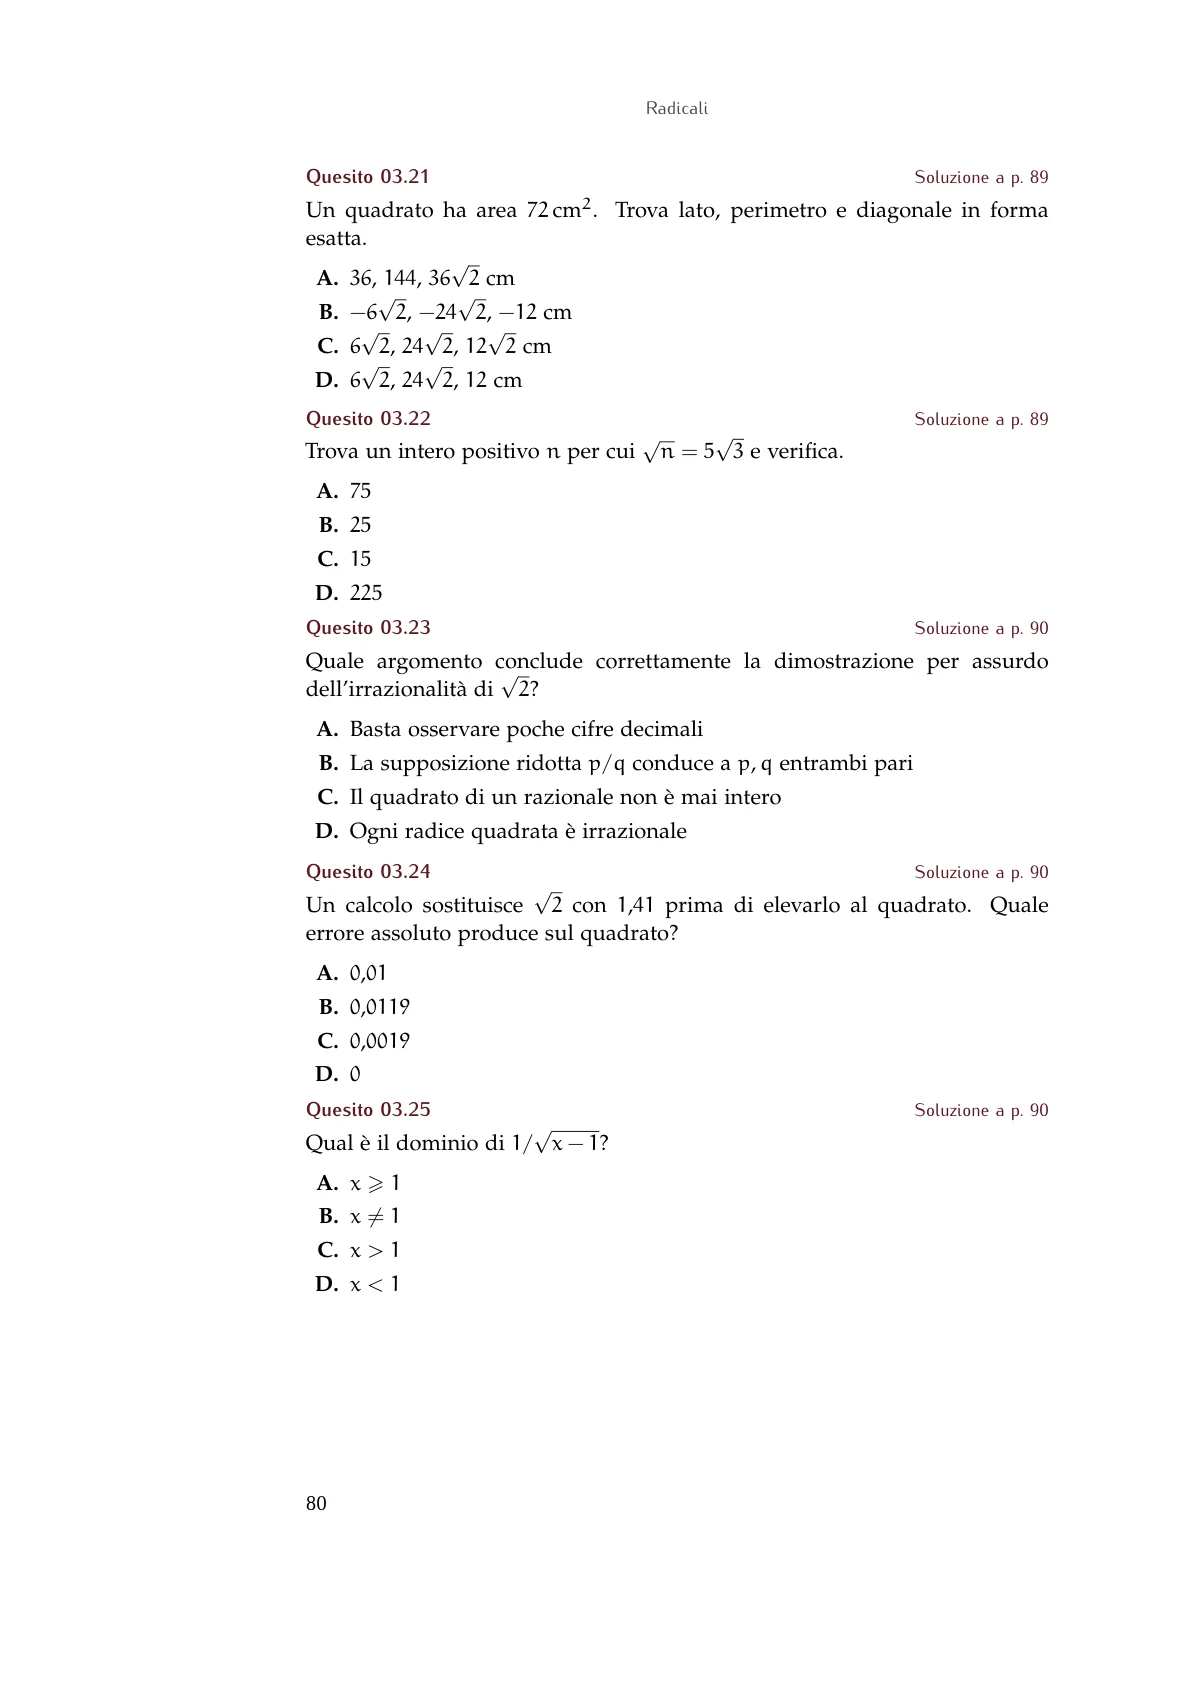 Radicali
Quesito 03.21 Soluzione a p. 89
Un quadrato ha area 72 cm². Trova lato, perimetro e diagonale in forma
esatta.
A. 36, 144, 36√2 cm
B. −6√2, −24√2, −12 cm
C. 6√2, 24√2, 12√2 cm
D. 6√2, 24√2, 12 cm
Quesito 03.22 Soluzione a p. 89
Trova un intero positivo n per cui √n = 5√3 e verifica.
A. 75
B. 25
C. 15
D. 225
Quesito 03.23 Soluzione a p. 90
Quale argomento conclude correttamente la dimostrazione per assurdo
dell'irrazionalità di √2?
A. Basta osservare poche cifre decimali
B. La supposizione ridotta p/q conduce a p, q entrambi pari
C. Il quadrato di un razionale non è mai intero
D. Ogni radice quadrata è irrazionale
Quesito 03.24 Soluzione a p. 90
Un calcolo sostituisce √2 con 1,41 prima di elevarlo al quadrato. Quale
errore assoluto produce sul quadrato?
A. 0,01
B. 0,0119
C. 0,0019
D. 0
Quesito 03.25 Soluzione a p. 90
Qual è il dominio di 1/√(x − 1)?
A. x ⩾ 1
B. x ≠ 1
C. x > 1
D. x < 1
80